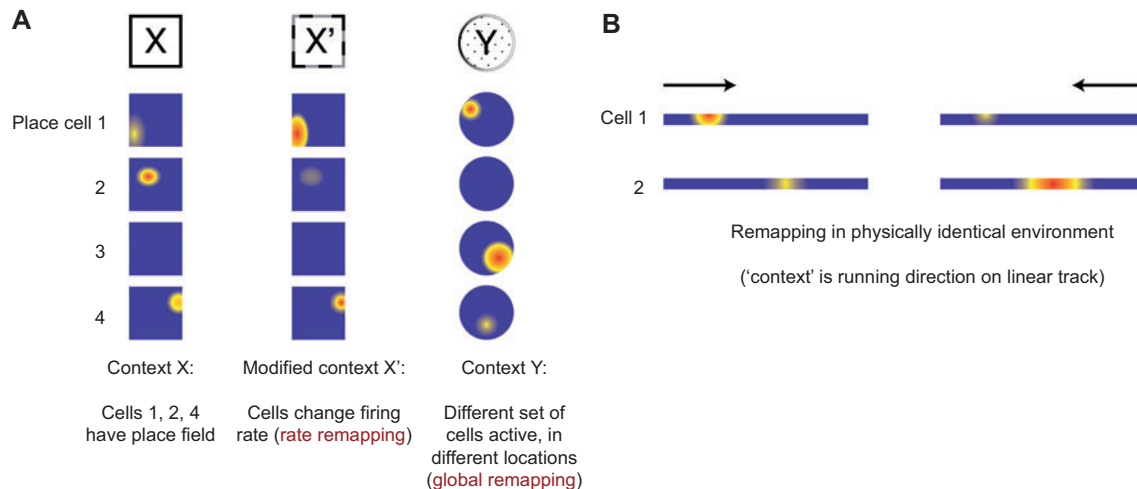 A
X
X'
Y
Place cell 1
2
3
4
Context X:
Cells 1, 2, 4
have place field
Modified context X’:
Cells change firing
rate (rate remapping)
Context Y:
Different set of
cells active, in
different locations
(global remapping)
B
Cell 1
2
Remapping in physically identical environment
(‘context’ is running direction on linear track)